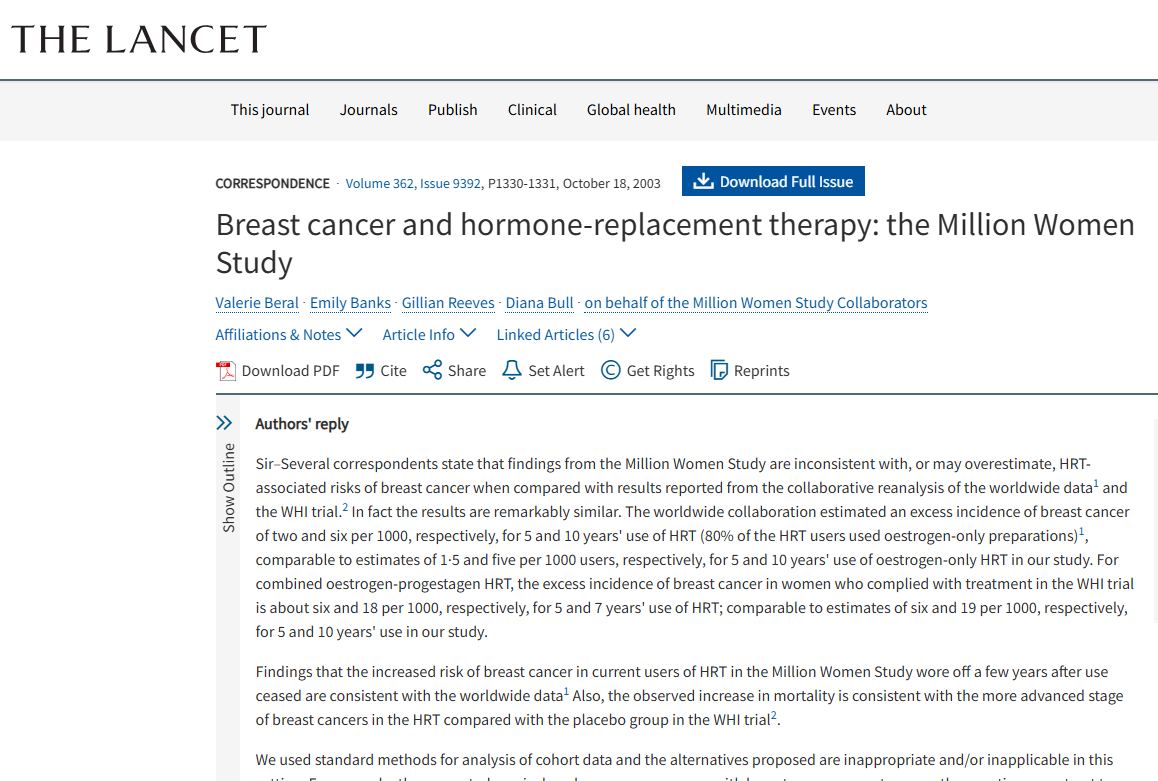 THE LANCET
This journal Journals Publish Clinical Global health Multimedia Events About
CORRESPONDENCE · Volume 362, Issue 9392, P1330-1331, October 18, 2003 Download Full Issue
Breast cancer and hormone-replacement therapy: the Million Women
Study
Valerie Beral · Emily Banks · Gillian Reeves · Diana Bull · on behalf of the Million Women Study Collaborators
Affiliations & Notes Article Info Linked Articles (6)
Download PDF Cite Share Set Alert Get Rights Reprints
Show Outline
Authors' reply
Sir–Several correspondents state that findings from the Million Women Study are inconsistent with, or may overestimate, HRT-
associated risks of breast cancer when compared with results reported from the collaborative reanalysis of the worldwide data1 and
the WHI trial.2 In fact the results are remarkably similar. The worldwide collaboration estimated an excess incidence of breast cancer
of two and six per 1000, respectively, for 5 and 10 years' use of HRT (80% of the HRT users used oestrogen-only preparations)1,
comparable to estimates of 1·5 and five per 1000 users, respectively, for 5 and 10 years' use of oestrogen-only HRT in our study. For
combined oestrogen-progestagen HRT, the excess incidence of breast cancer in women who complied with treatment in the WHI trial
is about six and 18 per 1000, respectively, for 5 and 7 years' use of HRT; comparable to estimates of six and 19 per 1000, respectively,
for 5 and 10 years' use in our study.
Findings that the increased risk of breast cancer in current users of HRT in the Million Women Study wore off a few years after use
ceased are consistent with the worldwide data1 Also, the observed increase in mortality is consistent with the more advanced stage
of breast cancers in the HRT compared with the placebo group in the WHI trial2.
We used standard methods for analysis of cohort data and the alternatives proposed are inappropriate and/or inapplicable in this